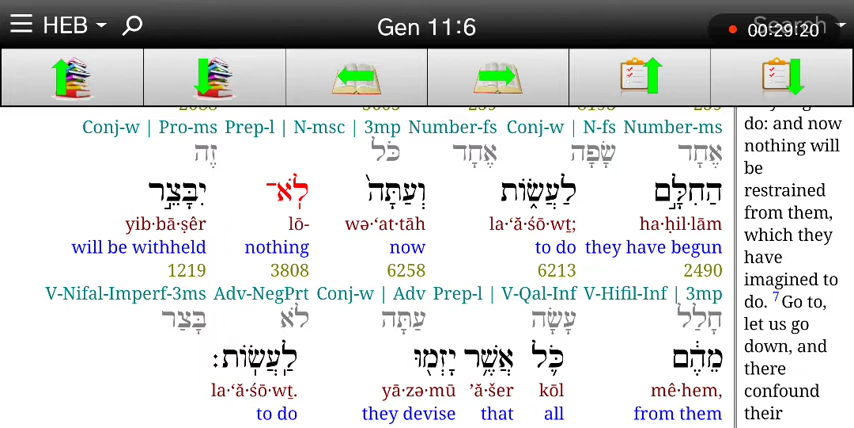 HEB
Gen 11:6
Search
00:29:20
Conj-w | Pro-ms Prep-l | N-msc | 3mp Number-fs Conj-w | N-fs Number-ms
אֶחָד שָׂפָה אֶחָד כֹּל זֶה
הַחִלָּ֣ם לַעֲשׂ֑וֹת וְעַתָּה֙ לֹֽא־ יִבָּצֵ֣ר
yib·bā·ṣêr lō- wə·‘at·tāh la·‘ă·śō·wṯ; ha·ḥil·lām
will be withheld nothing now to do they have begun
1219 3808 6258 6213 2490
V-Nifal-Imperf-3ms Adv-NegPrt Conj-w | Adv Prep-l | V-Qal-Inf V-Hifil-Inf | 3mp
חָלַל עָשָׂה עַתָּה לֹא בָּצַר
מֵהֶ֔ם כֹּ֛ל אֲשֶׁ֥ר יָזְמ֖וּ לַֽעֲשֽׂוֹת׃
la·‘ă·śō·wṯ. yā·zə·mū ’ă·šer kōl mê·hem,
to do they devise that all from them
do: and now
nothing will
be
restrained
from them,
which they
have
imagined to
do. 7Go to,
let us go
down, and
there
confound
their